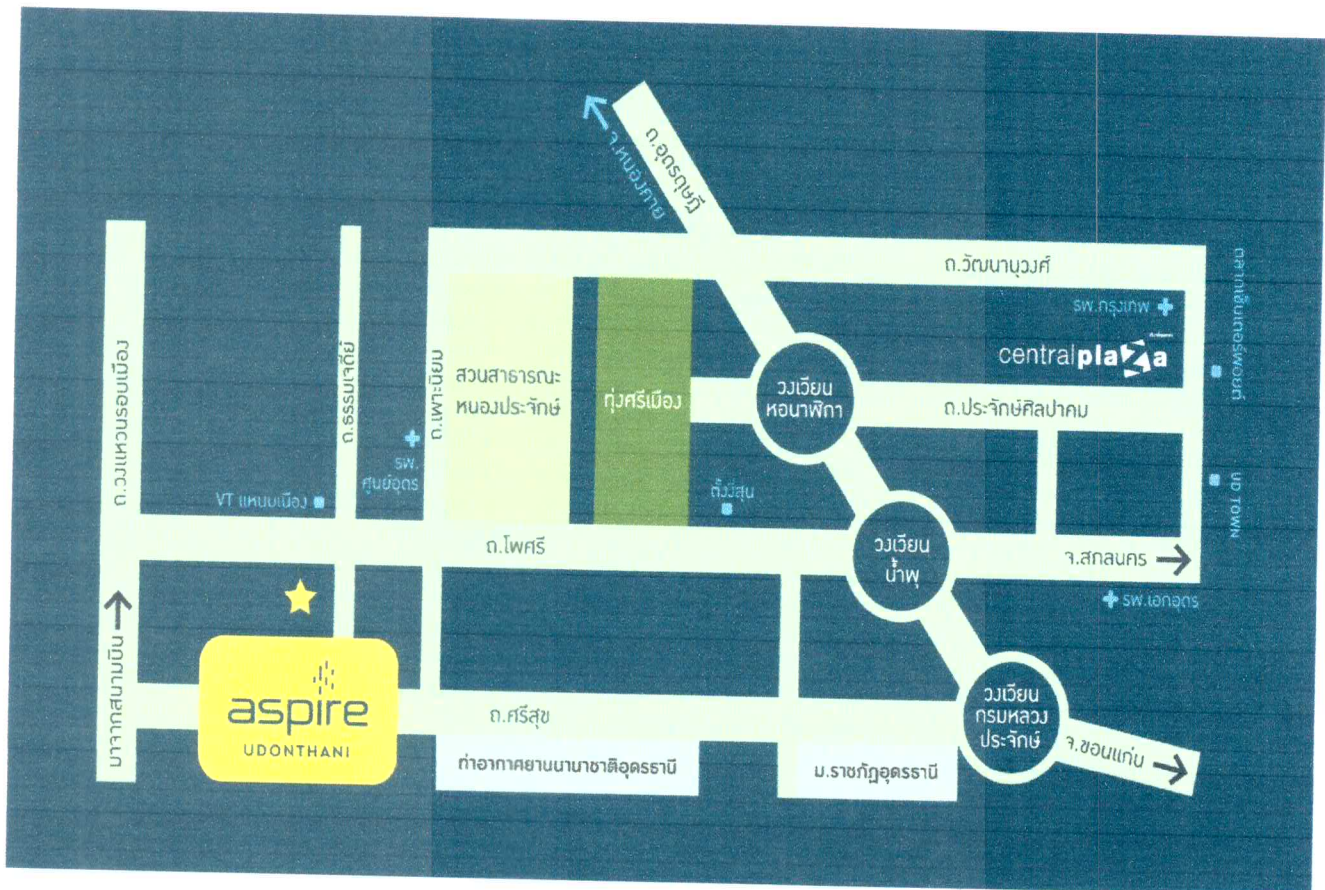 ถ.อุดรดุษฎี
จ.หนองคาย
ถ.วัฒนานุวงศ์
รพ.กรุงเทพ
centralplaza
ตลาดเซ็นเตอร์พอยต์
ถ.ประจักษ์ศิลปาคม
UD TOWN
วงเวียน
หอนาฬิกา
สวนสาธารณะ
หนองประจักษ์
ทุ่งศรีเมือง
ถ.เพาะนิยม
ถ.ธรรมเจดีย์
ถ.วงแหวนรอบเมือง
รพ.
ศูนย์อุดร
VT แหนมเนือง
ตั้งงี่สุน
ถ.โพศรี
วงเวียน
น้ำพุ
จ.สกลนคร
รพ.เอกอุดร
มาจากสนามบิน
aspire
UDONTHANI
ถ.ศรีสุข
วงเวียน
กรมหลวง
ประจักษ์
จ.ขอนแก่น
ท่าอากาศยานนานาชาติอุดรธานี
ม.ราชภัฏอุดรธานี